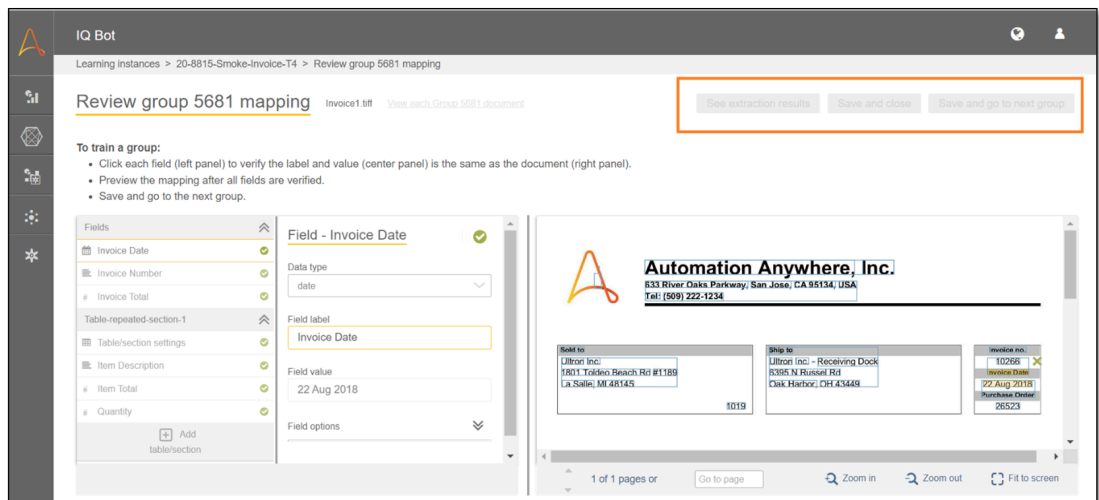 IQ Bot
Learning instances > 20-8815-Smoke-Invoice-T4 > Review group 5681 mapping
Review group 5681 mapping Invoice1.tiff View each Group 5681 document
See extraction results Save and close Save and go to next group
To train a group:
• Click each field (left panel) to verify the label and value (center panel) is the same as the document (right panel).
• Preview the mapping after all fields are verified.
• Save and go to the next group.
Fields
Invoice Date
Invoice Number
# Invoice Total
Table-repeated-section-1
Table/section settings
Item Description
# Item Total
# Quantity
Add
table/section
Field - Invoice Date
Data type
date
Field label
Invoice Date
Field value
22 Aug 2018
Field options
Automation Anywhere, Inc.
633 River Oaks Parkway, San Jose, CA 95134, USA
Tel: (509) 222-1234
Sold to
Ultron Inc.
1801 Toldeo Beach Rd #1189
La Salle, MI 48145
1019
Ship to
Ultron Inc. - Receiving Dock
6395 N Russel Rd
Oak Harbor, OH 43449
Invoice no.
10266
Invoice Date
22 Aug 2018
Purchase Order
26523
1 of 1 pages or Go to page Zoom in Zoom out Fit to screen